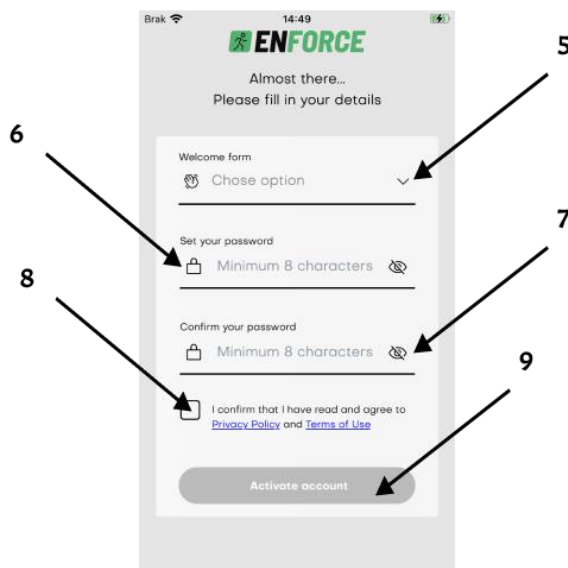 Brak 14:49
ENFORCE
5
Almost there...
Please fill in your details
6
Welcome form
Chose option
7
Set your password
Minimum 8 characters
8
Confirm your password
Minimum 8 characters
9
I confirm that I have read and agree to
Privacy Policy and Terms of Use
Activate account